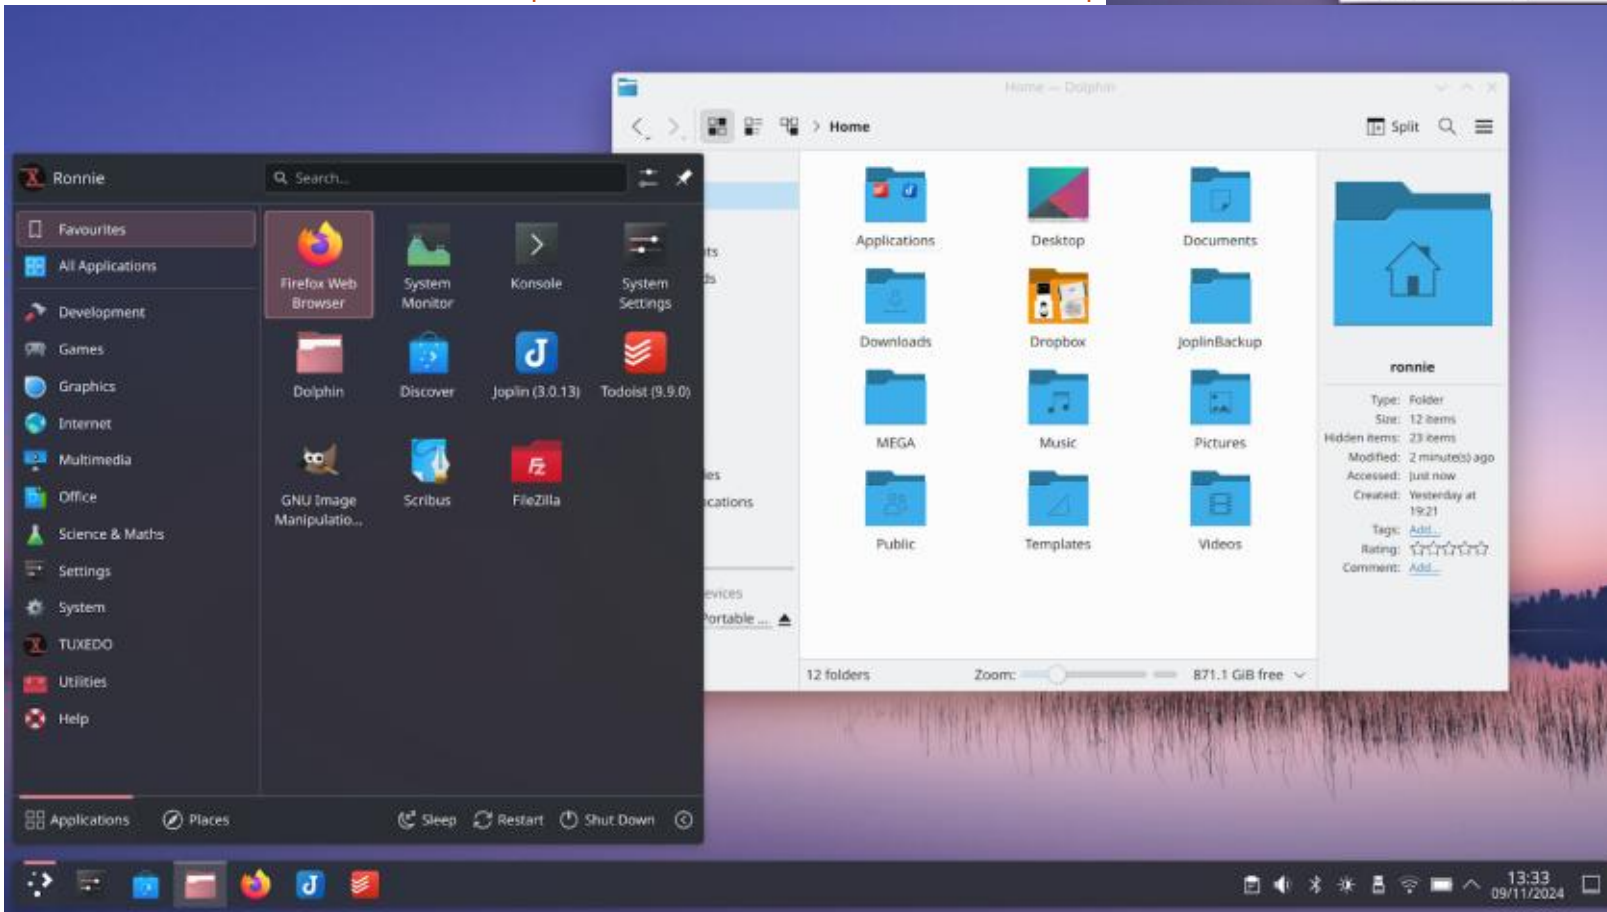 Home — Dolphin
Home
Split
Ronnie
Search...
Favourites
All Applications
Development
Games
Graphics
Internet
Multimedia
Office
Science & Maths
Settings
System
TUXEDO
Utilities
Help
Firefox Web
Browser
System
Monitor
Konsole
System
Settings
Dolphin
Discover
Joplin (3.0.13)
Todoist (9.9.0)
GNU Image
Manipulatio...
Scribus
FileZilla
Applications
Places
Sleep
Restart
Shut Down
Portable ...
Applications
Desktop
Documents
Downloads
Dropbox
JoplinBackup
MEGA
Music
Pictures
Public
Templates
Videos
12 folders
Zoom:
871.1 GiB free
ronnie
Type: Folder
Size: 12 items
Hidden items: 23 items
Modified: 2 minute(s) ago
Accessed: Just now
Created: Yesterday at
19:21
Tags: Add...
Rating:
Comment: Add...
13:33
09/11/2024